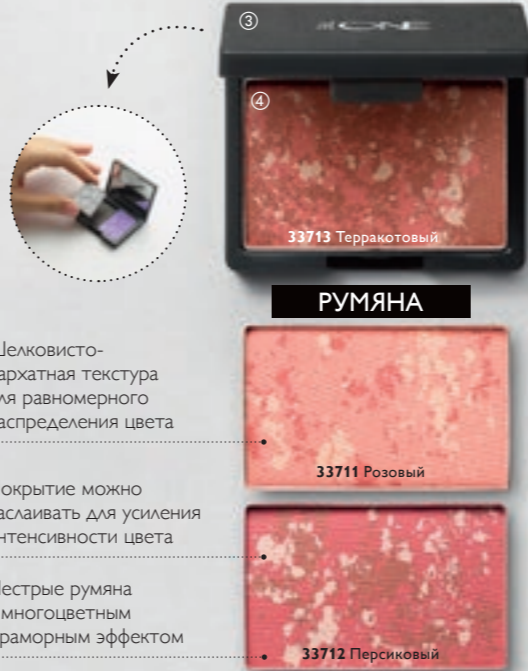 ③
ONE
④
33713 Терракотовый
РУМЯНА
Шелковисто-
архатная текстура
ля равномерного
аспределения цвета
33711 Розовый
окрытие можно
аслаивать для усиления
нтенсивности цвета
естрые румяна
многоцветным
раморным эффектом
33712 Персиковый